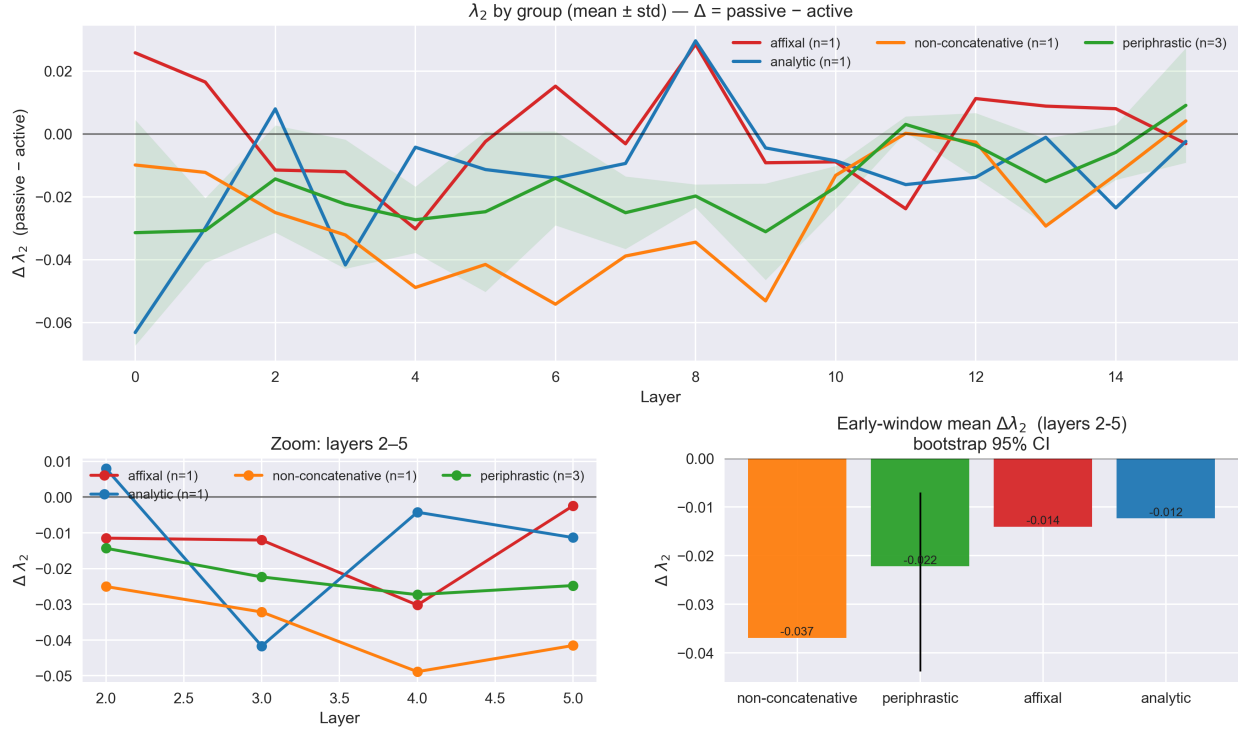 λ₂ by group (mean ± std) — Δ = passive − active
affixal (n=1)
analytic (n=1)
non-concatenative (n=1)
periphrastic (n=3)
Δ λ₂ (passive − active)
0.02
0.00
−0.02
−0.04
−0.06
0 2 4 6 8 10 12 14
Layer
Zoom: layers 2–5
affixal (n=1)
analytic (n=1)
non-concatenative (n=1)
periphrastic (n=3)
Δ λ₂
0.01
0.00
−0.01
−0.02
−0.03
−0.04
−0.05
2.0 2.5 3.0 3.5 4.0 4.5 5.0
Layer
Early-window mean Δλ₂ (layers 2-5)
bootstrap 95% CI
Δ λ₂
0.00
−0.01
−0.02
−0.03
−0.04
-0.037
-0.022
-0.014
-0.012
non-concatenative periphrastic affixal analytic